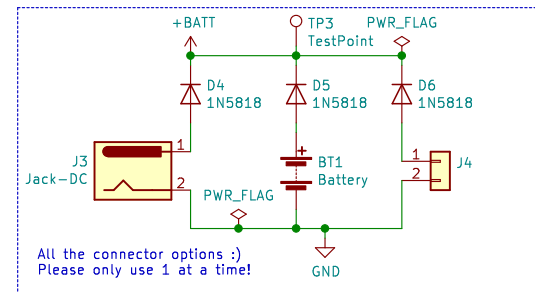 +BATT
TP3
TestPoint
PWR_FLAG
D4
1N5818
D5
1N5818
D6
1N5818
J3
Jack-DC
1
2
+
BT1
Battery
1
2
J4
PWR_FLAG
GND
All the connector options :)
Please only use 1 at a time!